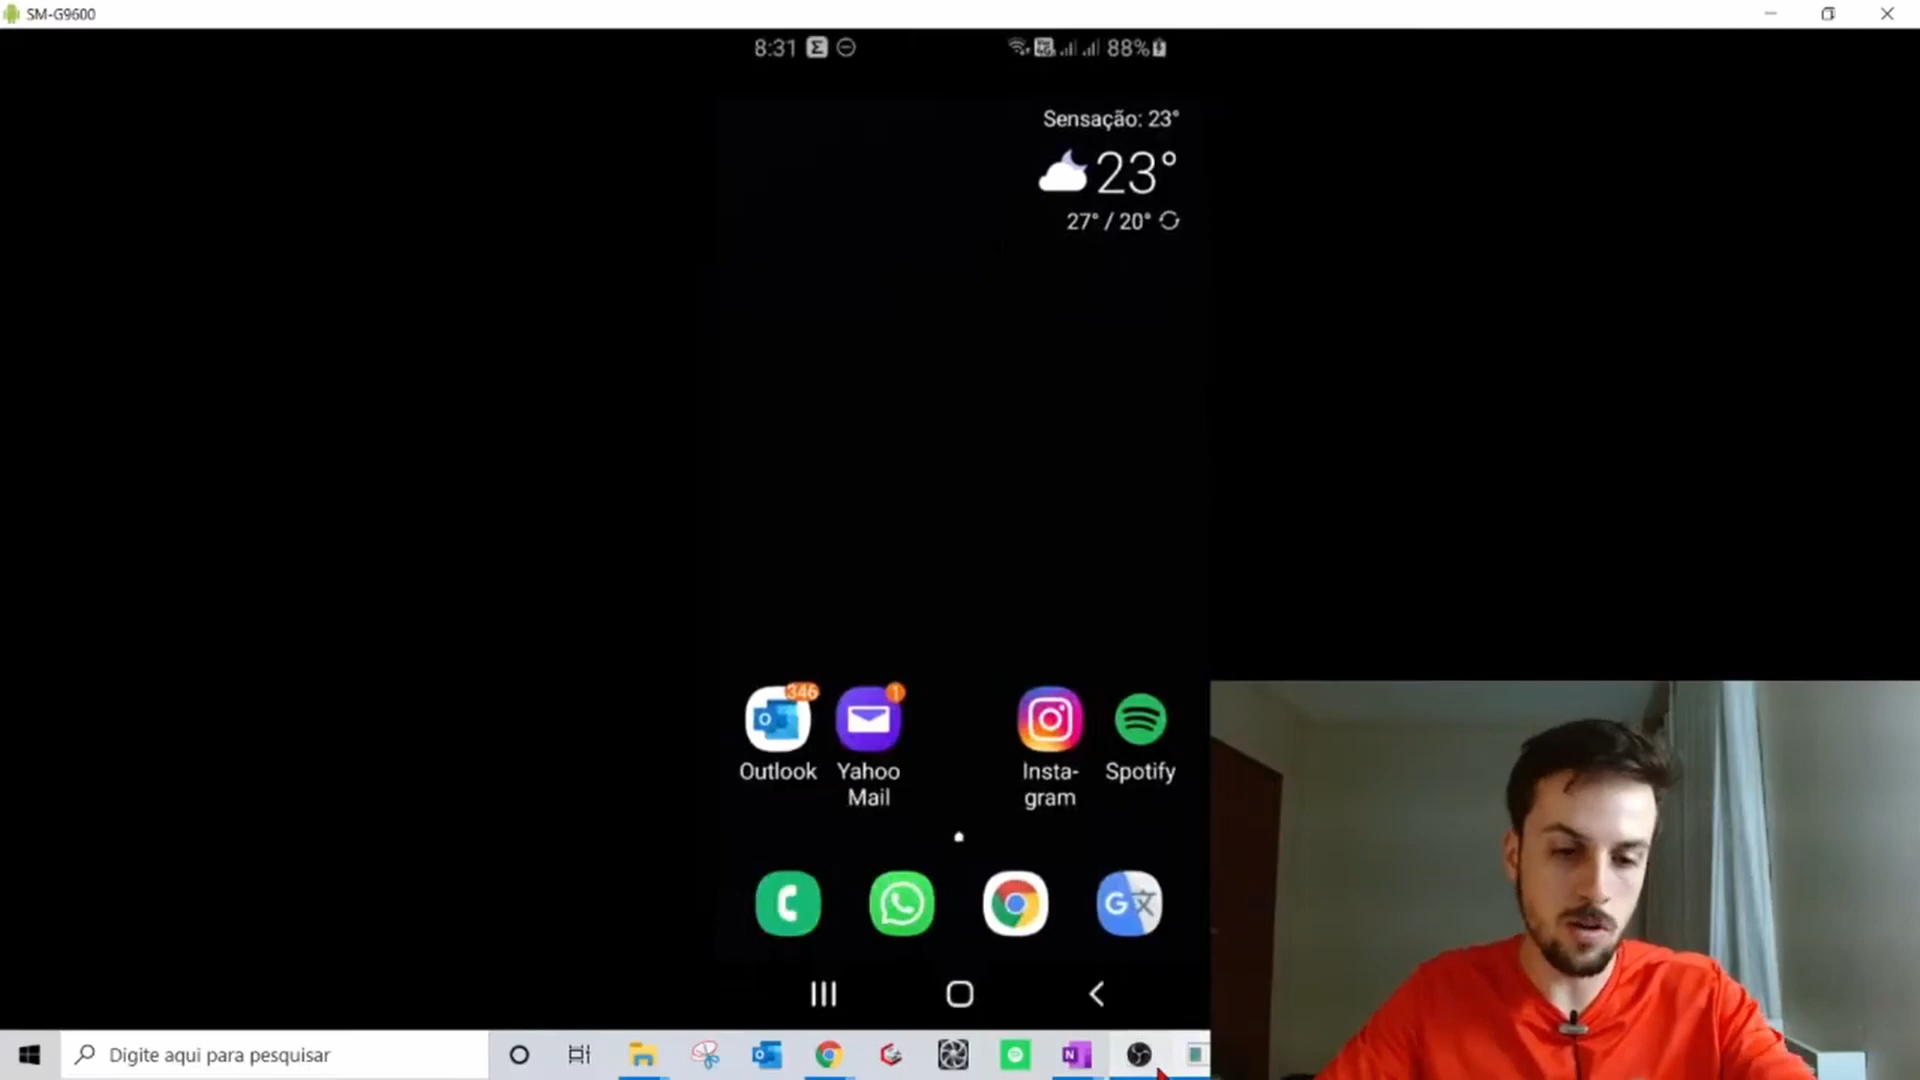 SM-G9600
8:31
88%
Sensação: 23°
23°
27° / 20°
346
1
Outlook
Yahoo
Mail
Insta-
gram
Spotify
Digite aqui para pesquisar